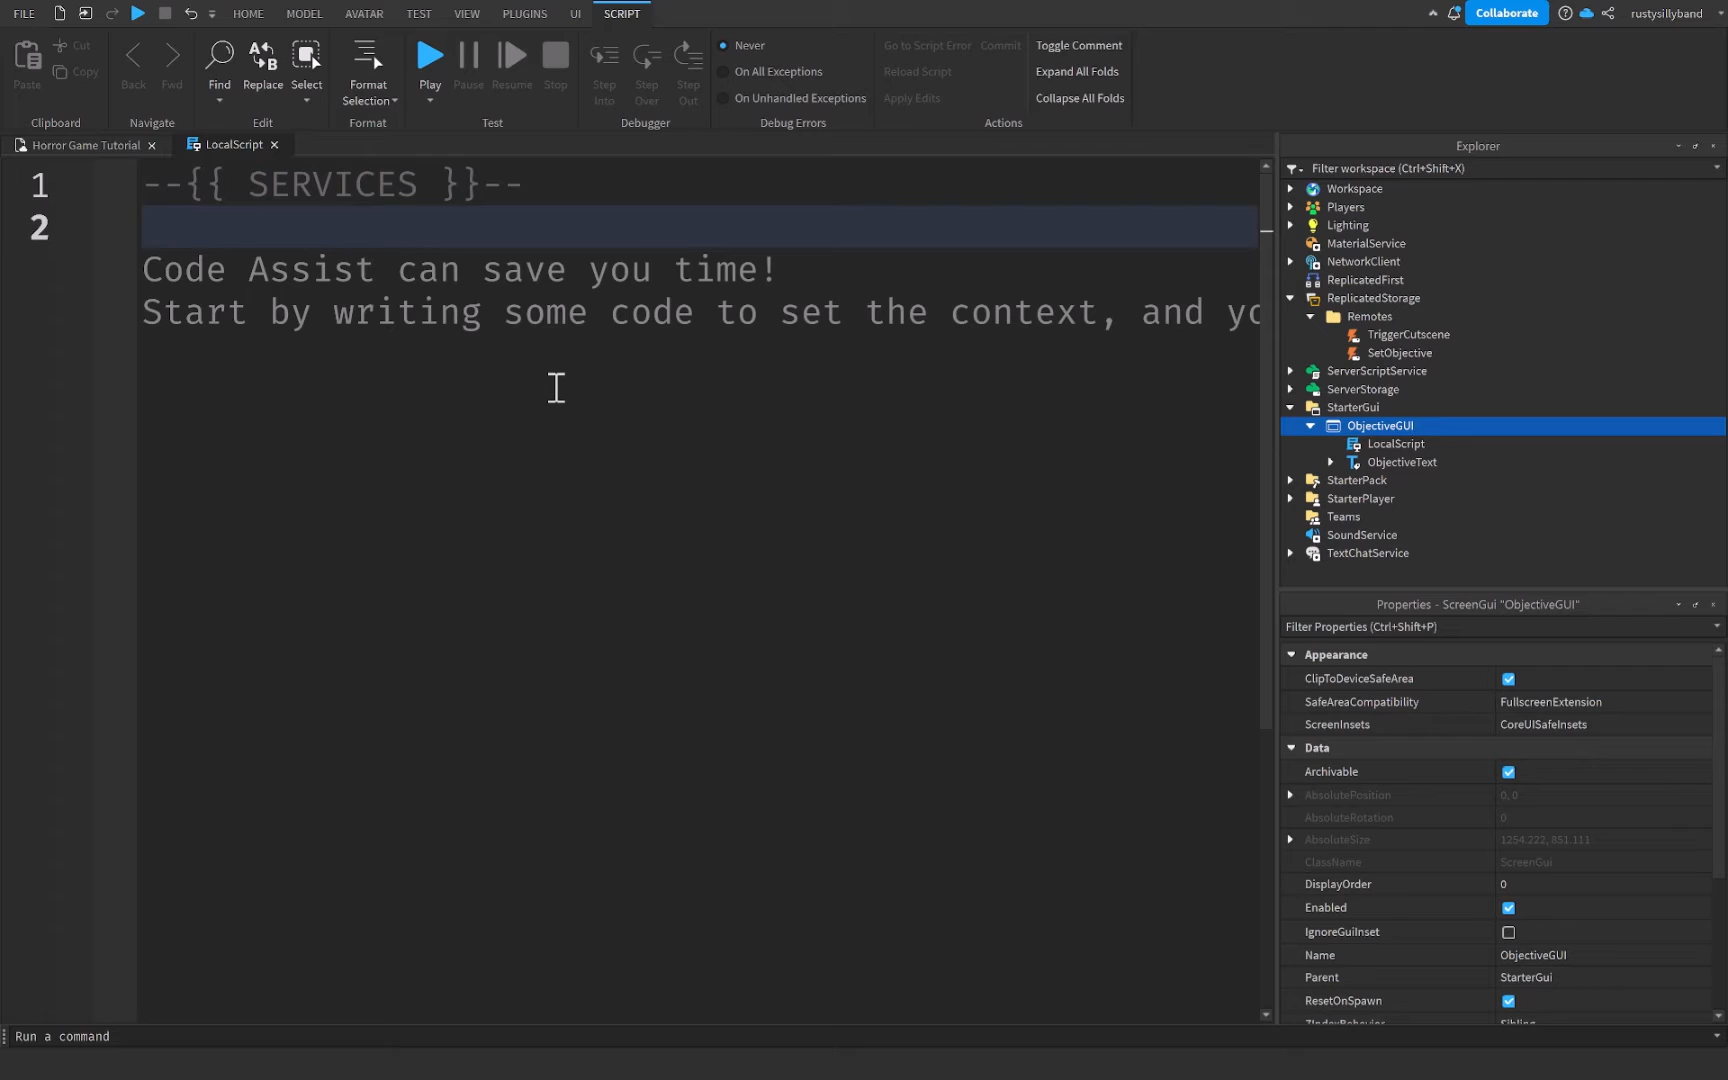 FILE HOME MODEL AVATAR TEST VIEW PLUGINS UI SCRIPT Collaborate rustysillyband
Paste Cut Copy Back Fwd Find Replace Select Format Selection Play Pause Resume Stop Step Into Step Over Step Out
Never
On All Exceptions
On Unhandled Exceptions
Go to Script Error Commit
Reload Script
Apply Edits
Toggle Comment
Expand All Folds
Collapse All Folds
Clipboard Navigate Edit Format Test Debugger Debug Errors Actions
Horror Game Tutorial LocalScript
1 --{{ SERVICES }}--
2
Code Assist can save you time!
Start by writing some code to set the context, and yo
Explorer
Filter workspace (Ctrl+Shift+X)
Workspace
Players
Lighting
MaterialService
NetworkClient
ReplicatedFirst
ReplicatedStorage
Remotes
TriggerCutscene
SetObjective
ServerScriptService
ServerStorage
StarterGui
ObjectiveGUI
LocalScript
ObjectiveText
StarterPack
StarterPlayer
Teams
SoundService
TextChatService
Properties - ScreenGui "ObjectiveGUI"
Filter Properties (Ctrl+Shift+P)
Appearance
ClipToDeviceSafeArea
SafeAreaCompatibility FullscreenExtension
ScreenInsets CoreUISafeInsets
Data
Archivable
AbsolutePosition 0, 0
AbsoluteRotation 0
AbsoluteSize 1254.222, 851.111
ClassName ScreenGui
DisplayOrder 0
Enabled
IgnoreGuiInset
Name ObjectiveGUI
Parent StarterGui
ResetOnSpawn
ZIndexBehavior Sibling
Run a command